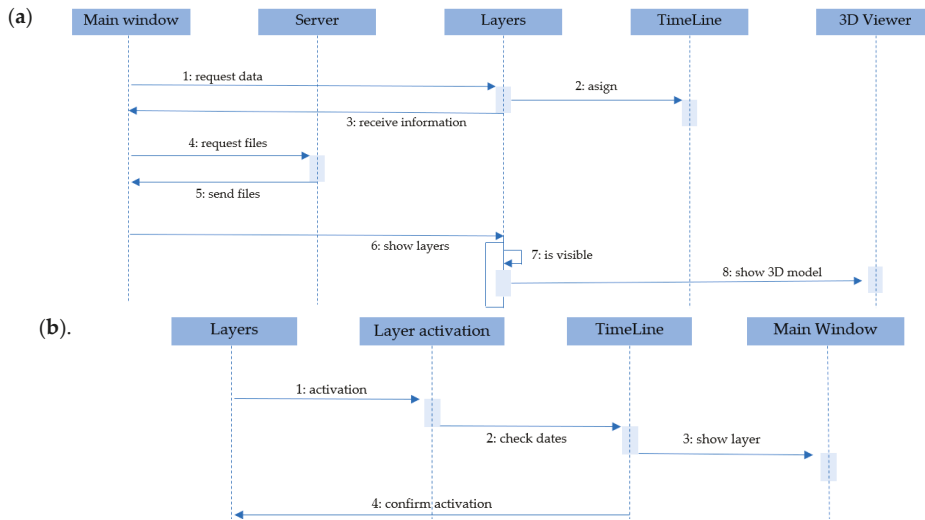 (a)
Main window
Server
Layers
TimeLine
3D Viewer
1: request data
2: asign
3: receive information
4: request files
5: send files
6: show layers
7: is visible
8: show 3D model
(b).
Layers
Layer activation
TimeLine
Main Window
1: activation
2: check dates
3: show layer
4: confirm activation